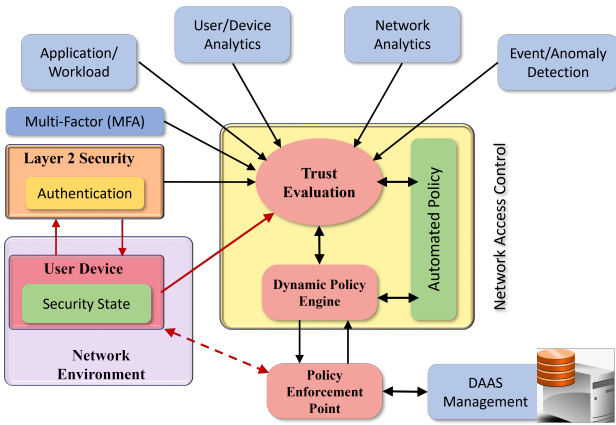 User/Device
Analytics
Network
Analytics
Application/
Workload
Event/Anomaly
Detection
Multi-Factor (MFA)
Layer 2 Security
Authentication
Trust
Evaluation
Automated Policy
Network Access Control
User Device
Security State
Dynamic Policy
Engine
Network
Environment
Policy
Enforcement
Point
DAAS
Management